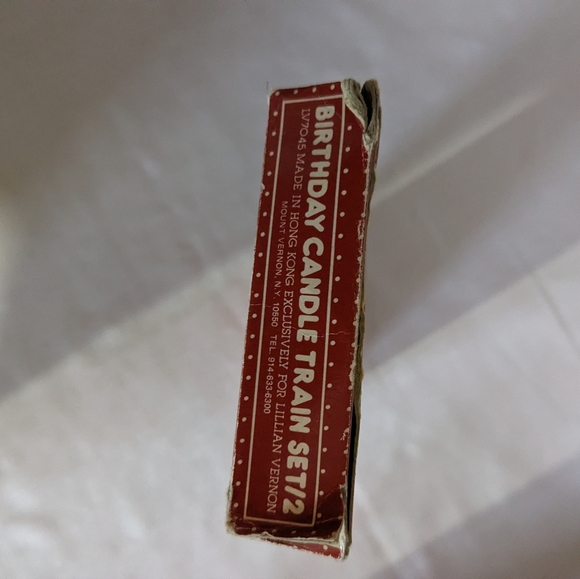 BIRTHDAY CANDLE TRAIN SET/2
LV7045 MADE IN HONG KONG EXCLUSIVELY FOR LILLIAN VERNON
MOUNT VERNON, N.Y. 10550 TEL. 914-633-6300